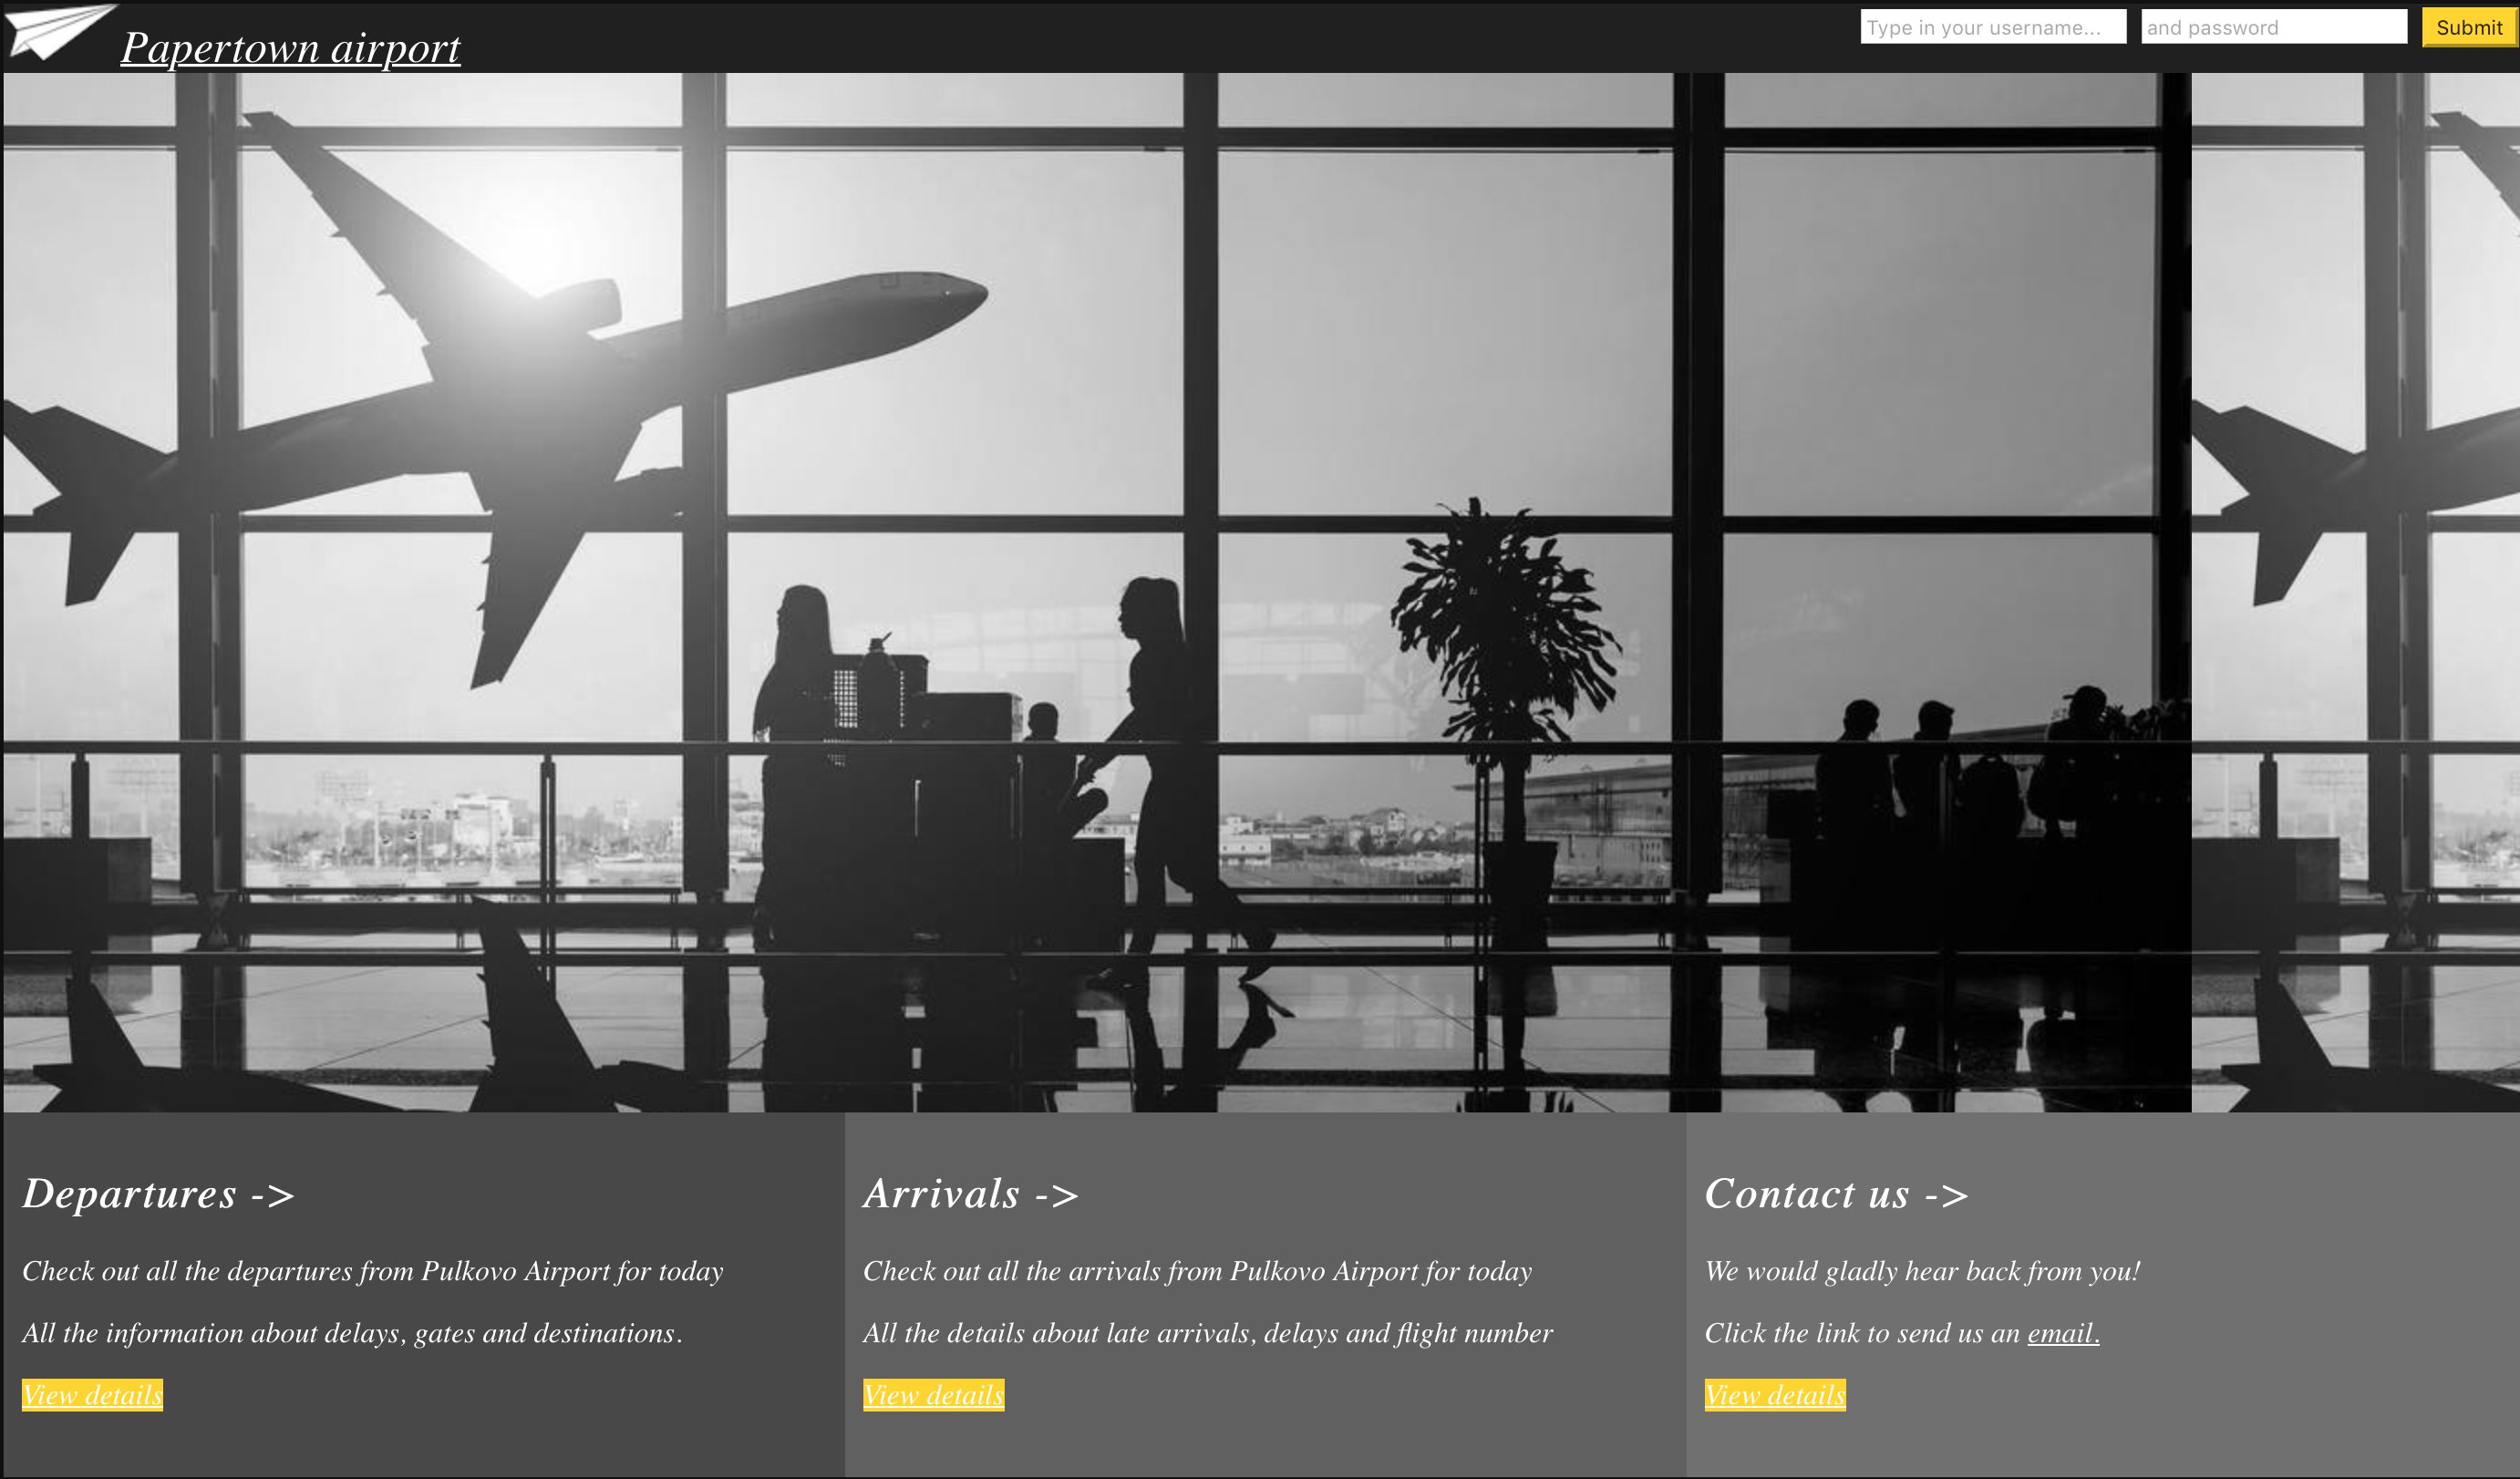 Papertown airport
Type in your username...
and password
Submit
Departures ->
Check out all the departures from Pulkovo Airport for today
All the information about delays, gates and destinations.
View details
Arrivals ->
Check out all the arrivals from Pulkovo Airport for today
All the details about late arrivals, delays and flight number
View details
Contact us ->
We would gladly hear back from you!
Click the link to send us an email.
View details